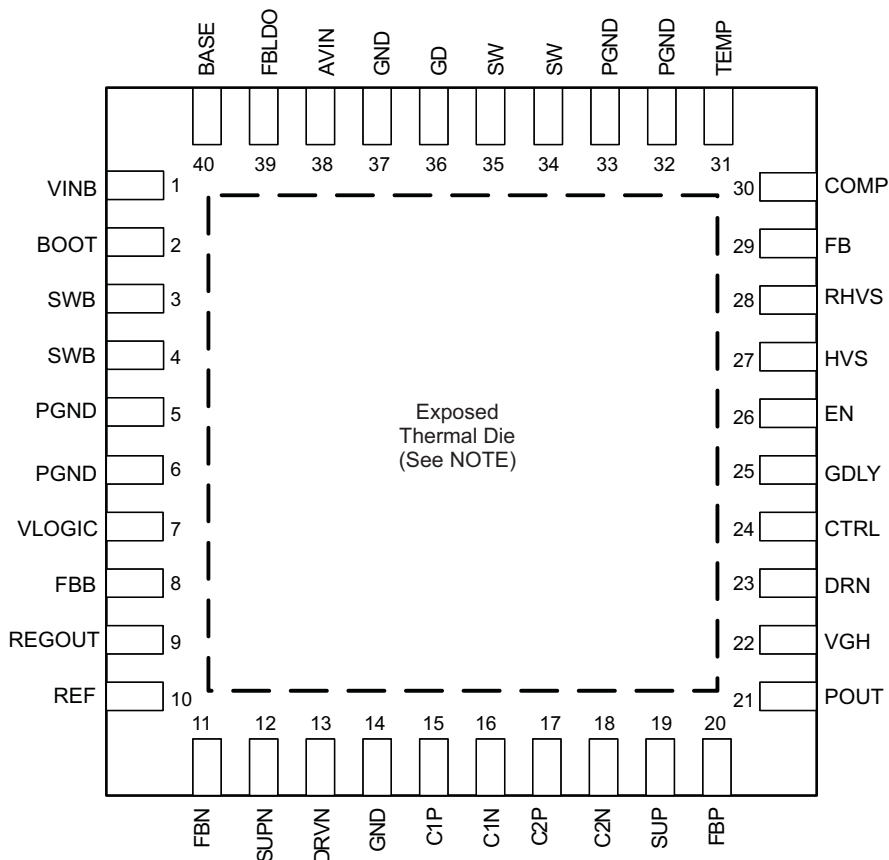 BASE FBLDO AVIN GND GD SW SW PGND PGND TEMP
40 39 38 37 36 35 34 33 32 31
VINB 1 30 COMP
BOOT 2 29 FB
SWB 3 28 RHVS
SWB 4 27 HVS
PGND 5 26 EN
Exposed
Thermal Die
(See NOTE)
PGND 6 25 GDLY
VLOGIC 7 24 CTRL
FBB 8 23 DRN
REGOUT 9 22 VGH
REF 10 21 POUT
11 12 13 14 15 16 17 18 19 20
FBN SUPN DRVN GND C1P C1N C2P C2N SUP FBP